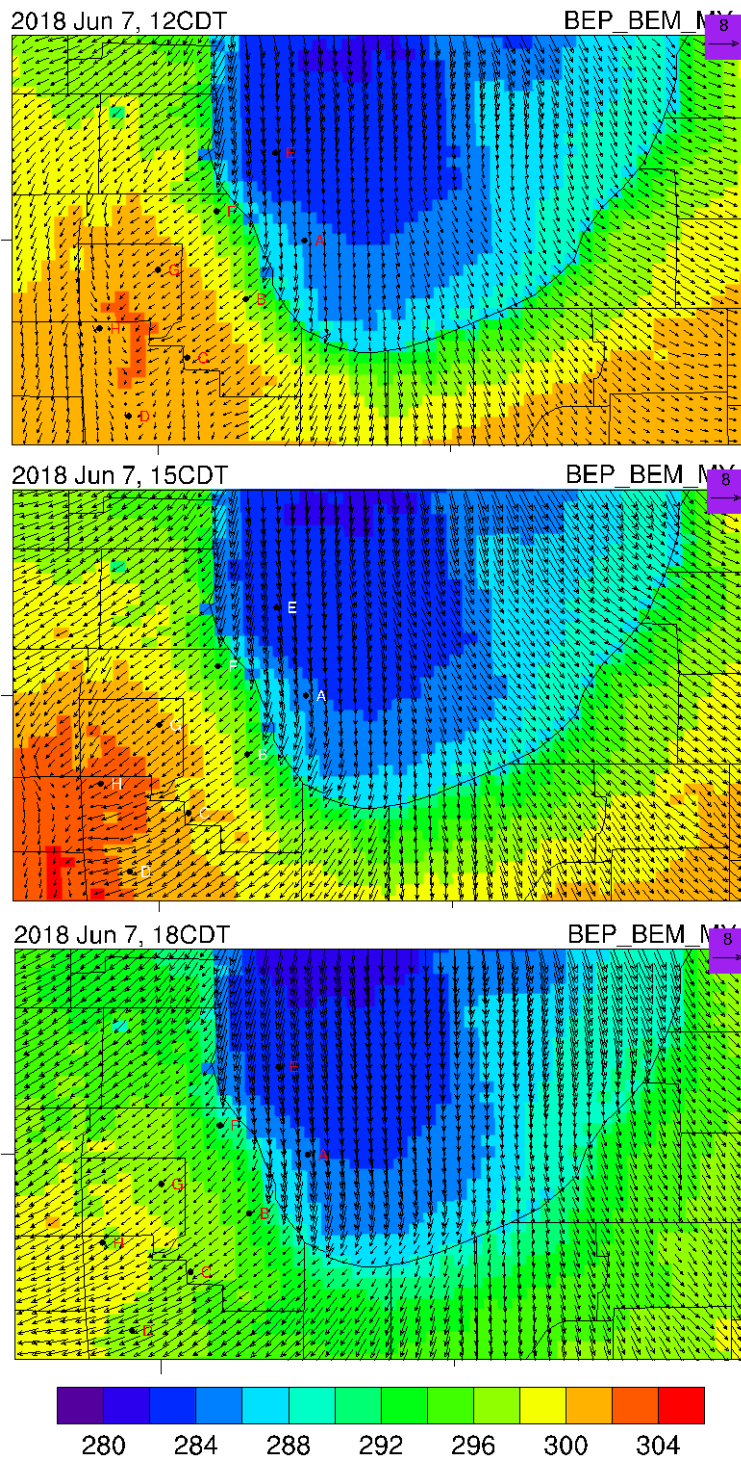 2018 Jun 7, 12CDT BEP_BEM_MY
8
E
F
A
G
B
H
C
D
2018 Jun 7, 15CDT BEP_BEM_MY
8
E
F
A
G
B
H
C
D
2018 Jun 7, 18CDT BEP_BEM_MY
8
E
F
A
G
B
H
C
D
280 284 288 292 296 300 304